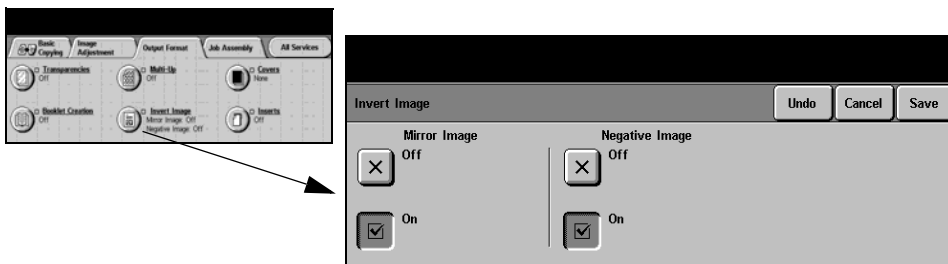 Basic Copying
Image Adjustment
Output Format
Job Assembly
All Services
Transparencies
Off
Multi-Up
Off
Covers
None
Booklet Creation
Off
Invert Image
Mirror Image: Off
Negative Image: Off
Inserts
Off
Invert Image
Undo
Cancel
Save
Mirror Image
Negative Image
Off
Off
On
On